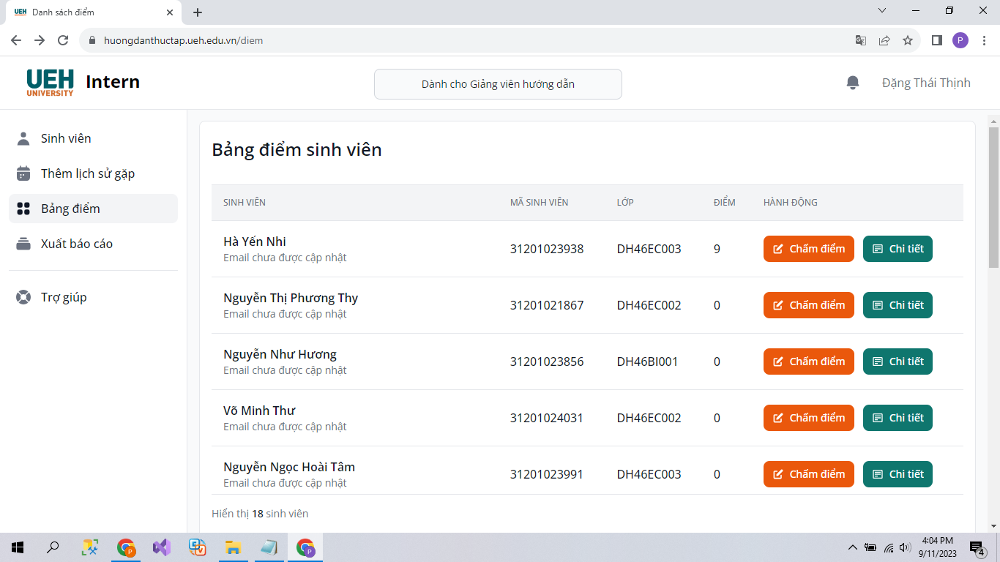 UEH UNIVERSITY Danh sách điểm
huongdanthuctap.ueh.edu.vn/diem
P
UEH
UNIVERSITY
Intern
Dành cho Giảng viên hướng dẫn
Đặng Thái Thịnh
Sinh viên
Thêm lịch sử gặp
Bảng điểm
Xuất báo cáo
Trợ giúp
Bảng điểm sinh viên
SINH VIÊN MÃ SINH VIÊN LỚP ĐIỂM HÀNH ĐỘNG
Hà Yến Nhi
Email chưa được cập nhật
31201023938 DH46EC003 9 Chấm điểm Chi tiết
Nguyễn Thị Phương Thy
Email chưa được cập nhật
31201021867 DH46EC002 0 Chấm điểm Chi tiết
Nguyễn Như Hương
Email chưa được cập nhật
31201023856 DH46BI001 0 Chấm điểm Chi tiết
Võ Minh Thư
Email chưa được cập nhật
31201024031 DH46EC002 0 Chấm điểm Chi tiết
Nguyễn Ngọc Hoài Tâm
Email chưa được cập nhật
31201023991 DH46EC003 0 Chấm điểm Chi tiết
Hiển thị 18 sinh viên
P
P
4:04 PM
9/11/2023
4